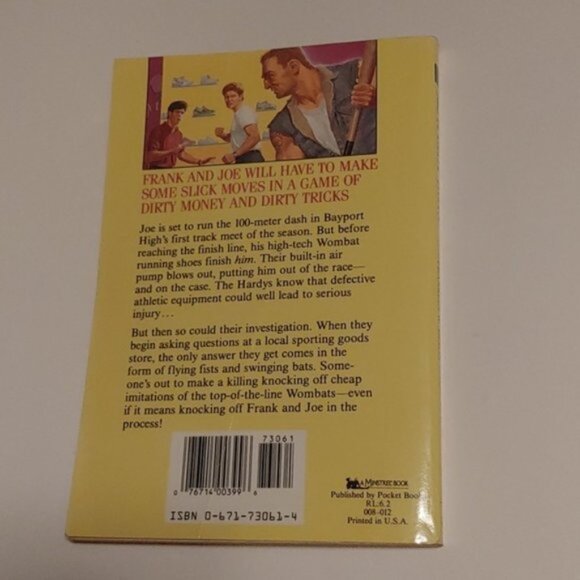 FRANK AND JOE WILL HAVE TO MAKE
SOME SLICK MOVES IN A GAME OF
DIRTY MONEY AND DIRTY TRICKS
Joe is set to run the 100-meter dash in Bayport
High's first track meet of the season. But before
reaching the finish line, his high-tech Wombat
running shoes finish him. Their built-in air
pump blows out, putting him out of the race—
and on the case. The Hardys know that defective
athletic equipment could well lead to serious
injury...
But then so could their investigation. When they
begin asking questions at a local sporting goods
store, the only answer they get comes in the
form of flying fists and swinging bats. Some-
one's out to make a killing knocking off cheap
imitations of the top-of-the-line Wombats—even
if it means knocking off Frank and Joe in the
process!
73061
0 76714 00399 6
ISBN 0-671-73061-4
A MINSTREL BOOK
Published by Pocket Books
RL:6.2
008-012
Printed in U.S.A.